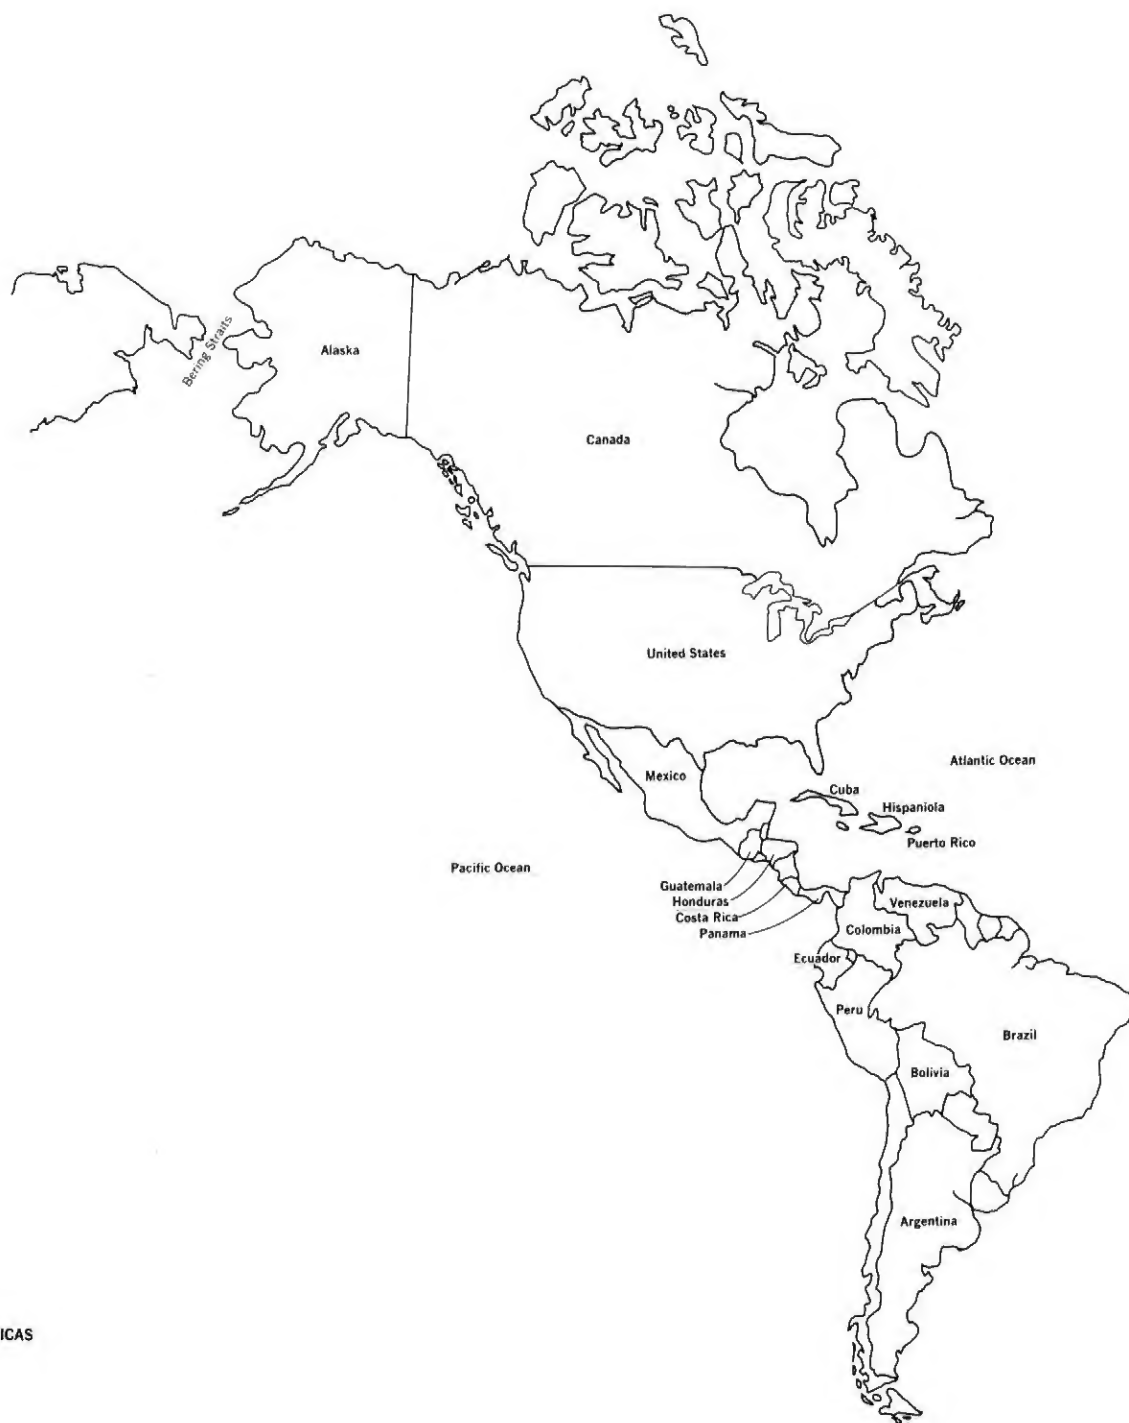 Bering Straits
Alaska
Canada
United States
Atlantic Ocean
Mexico
Cuba
Hispaniola
Puerto Rico
Pacific Ocean
Guatemala
Honduras
Costa Rica
Panama
Venezuela
Colombia
Ecuador
Peru
Brazil
Bolivia
Argentina
ICAS